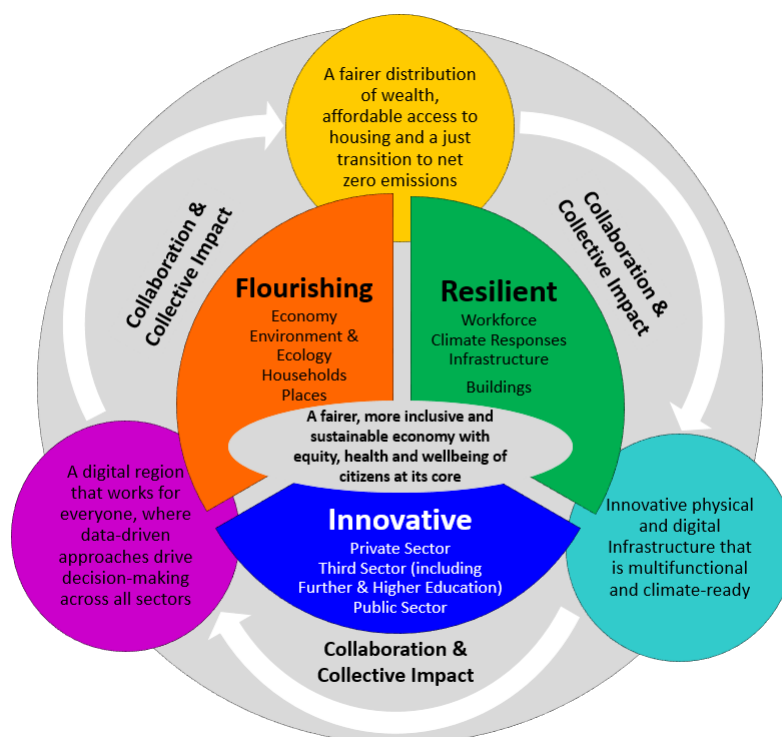 A fairer distribution
of wealth,
affordable access to
housing and a just
transition to net
zero emissions
Collaboration &
Collective Impact
Collaboration &
Collective Impact
Flourishing
Economy
Environment &
Ecology
Households
Places
Resilient
Workforce
Climate Responses
Infrastructure
Buildings
A fairer, more inclusive and
sustainable economy with
equity, health and wellbeing of
citizens at its core
A digital region
that works for
everyone, where
data-driven
approaches drive
decision-making
across all sectors
Innovative
Private Sector
Third Sector (including
Further & Higher Education)
Public Sector
Innovative physical
and digital
Infrastructure that
is multifunctional
and climate-ready
Collaboration &
Collective Impact